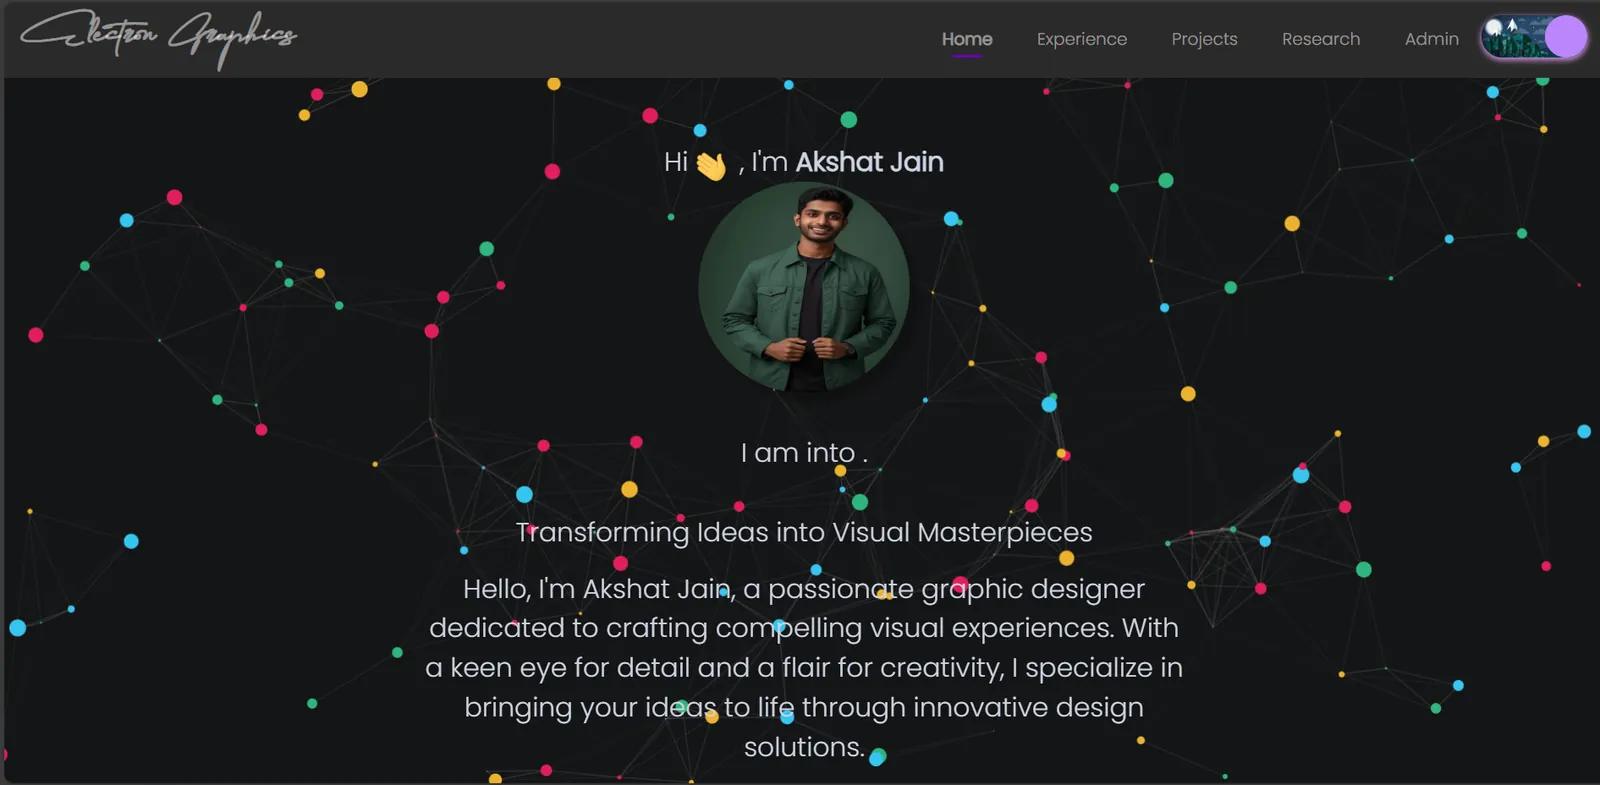 Electron Graphics
Home Experience Projects Research Admin
Hi 👋 , I'm Akshat Jain
I am into .
Transforming Ideas into Visual Masterpieces
Hello, I'm Akshat Jain, a passionate graphic designer
dedicated to crafting compelling visual experiences. With
a keen eye for detail and a flair for creativity, I specialize in
bringing your ideas to life through innovative design
solutions.